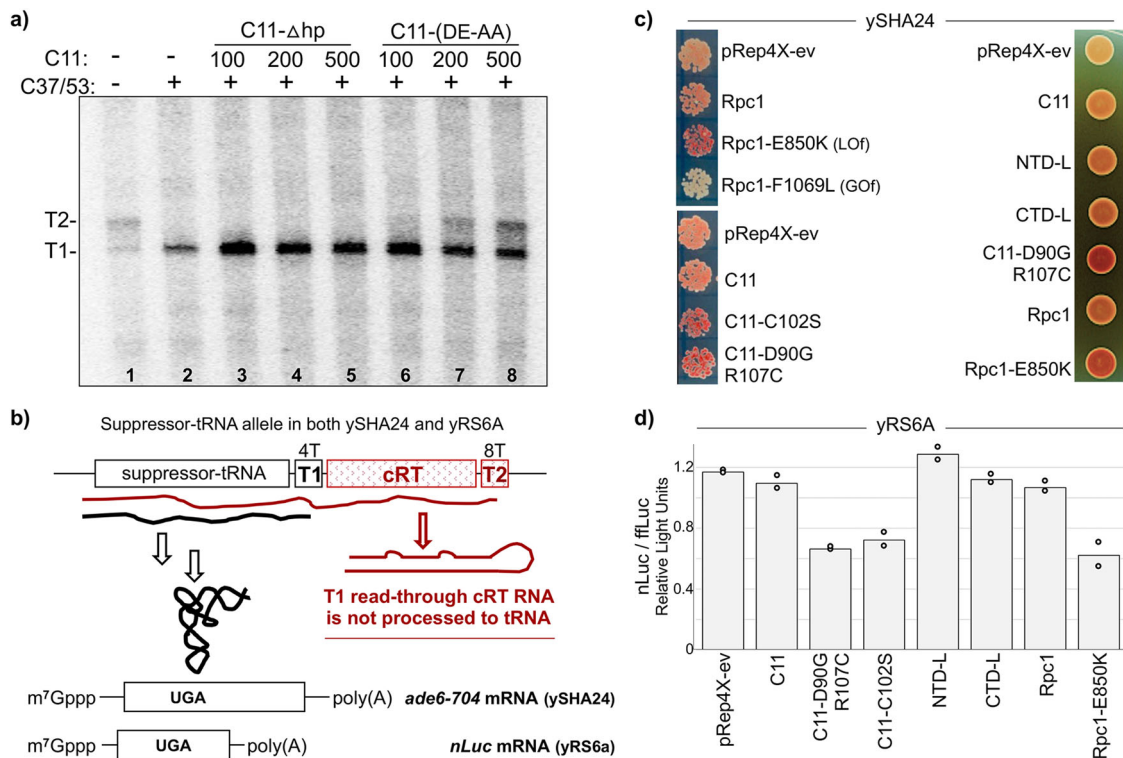 a)
C11-Δhp C11-(DE-AA)
C11: - - 100 200 500 100 200 500
C37/53: - + + + + + + +
T2-
T1-
1 2 3 4 5 6 7 8
b)
Suppressor-tRNA allele in both ySHA24 and yRS6A
4T 8T
suppressor-tRNA T1 cRT T2
T1 read-through cRT RNA
is not processed to tRNA
m⁷Gppp UGA poly(A) ade6-704 mRNA (ySHA24)
m⁷Gppp UGA poly(A) nLuc mRNA (yRS6a)
c)
ySHA24
pRep4X-ev
Rpc1
Rpc1-E850K (LOf)
Rpc1-F1069L (GOf)
pRep4X-ev
C11
C11-C102S
C11-D90G
R107C
pRep4X-ev
C11
NTD-L
CTD-L
C11-D90G
R107C
Rpc1
Rpc1-E850K
d)
yRS6A
nLuc / ffLuc
Relative Light Units
1.2
0.8
0.4
0
pRep4X-ev
C11
C11-D90G
R107C
C11-C102S
NTD-L
CTD-L
Rpc1
Rpc1-E850K